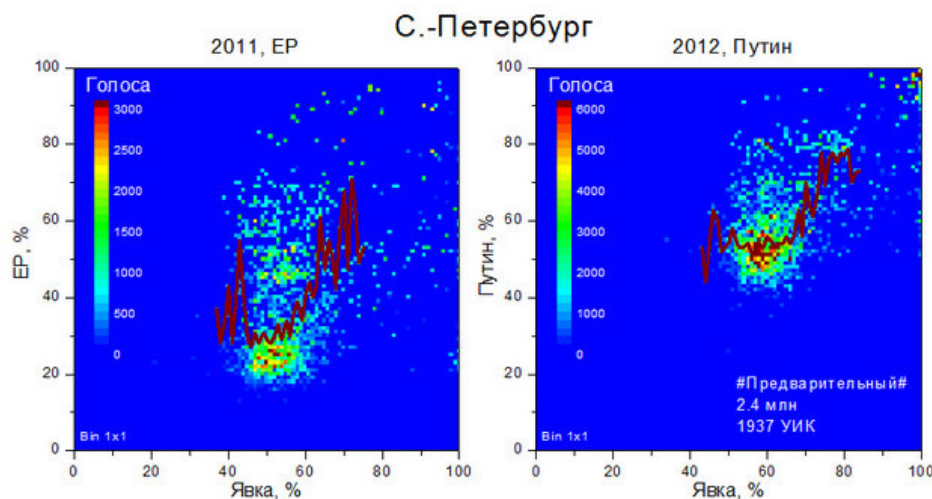 С.-Петербург
2011, ЕР
2012, Путин
Голоса
3000
2500
2000
1500
1000
500
0
ЕР, %
100
80
60
40
20
0
Bin 1x1
0 20 40 60 80 100
Явка, %
Голоса
6000
5000
4000
3000
2000
1000
0
Путин, %
100
80
60
40
20
0
#Предварительный#
2.4 млн
1937 УИК
Bin 1x1
0 20 40 60 80 100
Явка, %